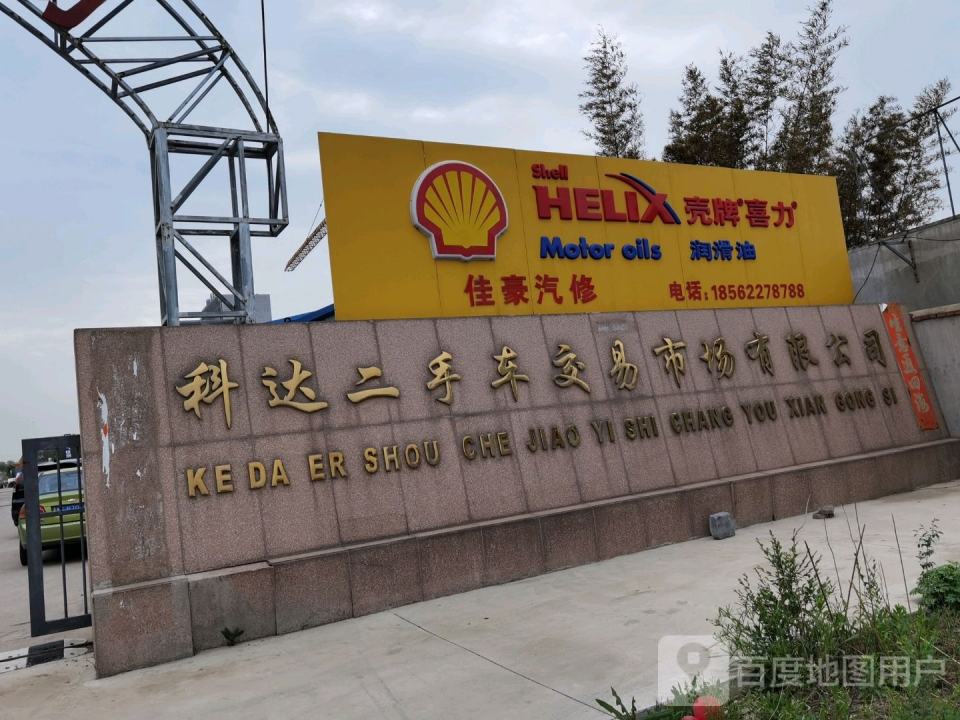 Shell
HELIX 壳牌 喜力
Motor oils 润滑油
佳豪汽修 电话:18562278788
科达二手车交易市场有限公司
KE DA ER SHOU CHE JIAO YI SHI CHANG YOU XIAN GONG SI
百度地图用户